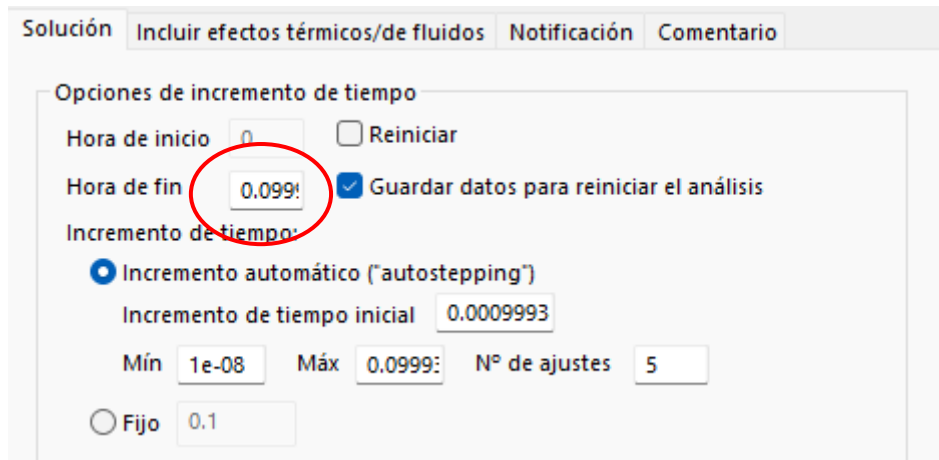 Solución Incluir efectos térmicos/de fluidos Notificación Comentario
Opciones de incremento de tiempo
Hora de inicio 0 Reiniciar
Hora de fin 0.099 Guardar datos para reiniciar el análisis
Incremento de tiempo:
Incremento automático ("autostepping")
Incremento de tiempo inicial 0.0009993
Mín 1e-08 Máx 0.0999 Nº de ajustes 5
Fijo 0.1